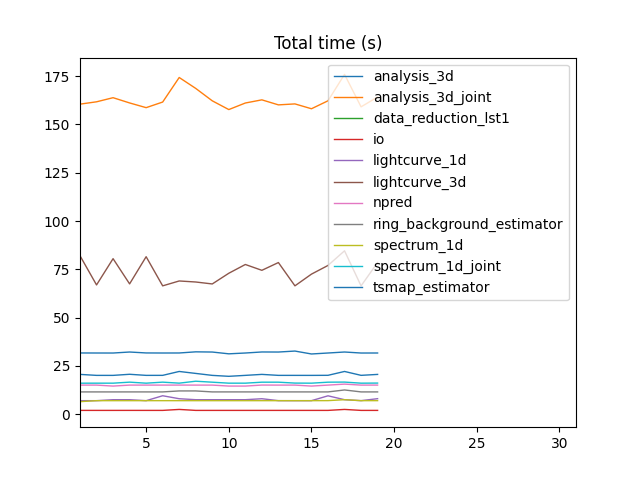 Total time (s)
175
150
125
100
75
50
25
0
analysis_3d
analysis_3d_joint
data_reduction_lst1
io
lightcurve_1d
lightcurve_3d
npred
ring_background_estimator
spectrum_1d
spectrum_1d_joint
tsmap_estimator
5
10
15
20
25
30